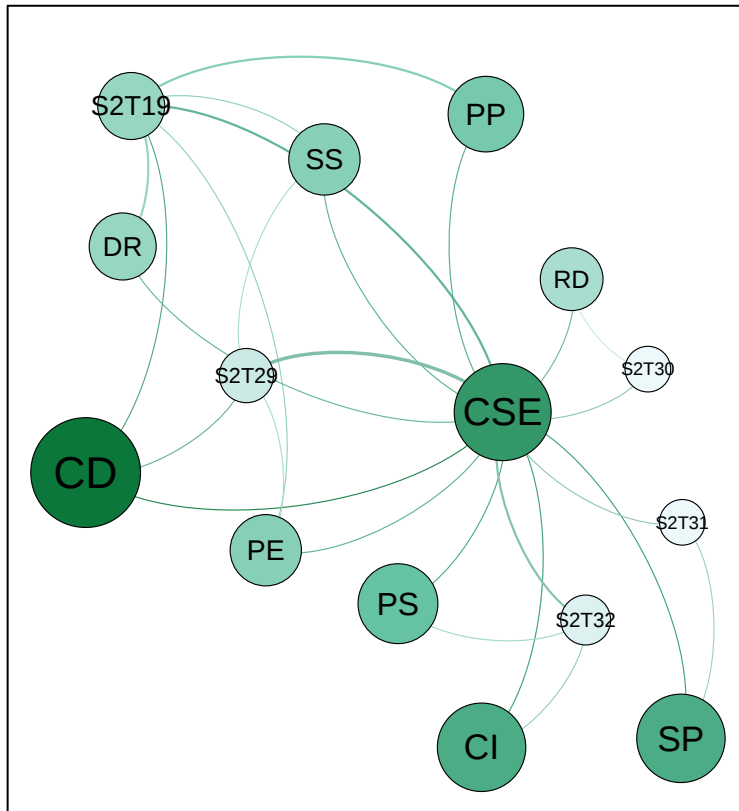 S2T19
PP
SS
DR
RD
S2T30
S2T29
CSE
CD
S2T31
PE
PS
S2T32
SP
CI